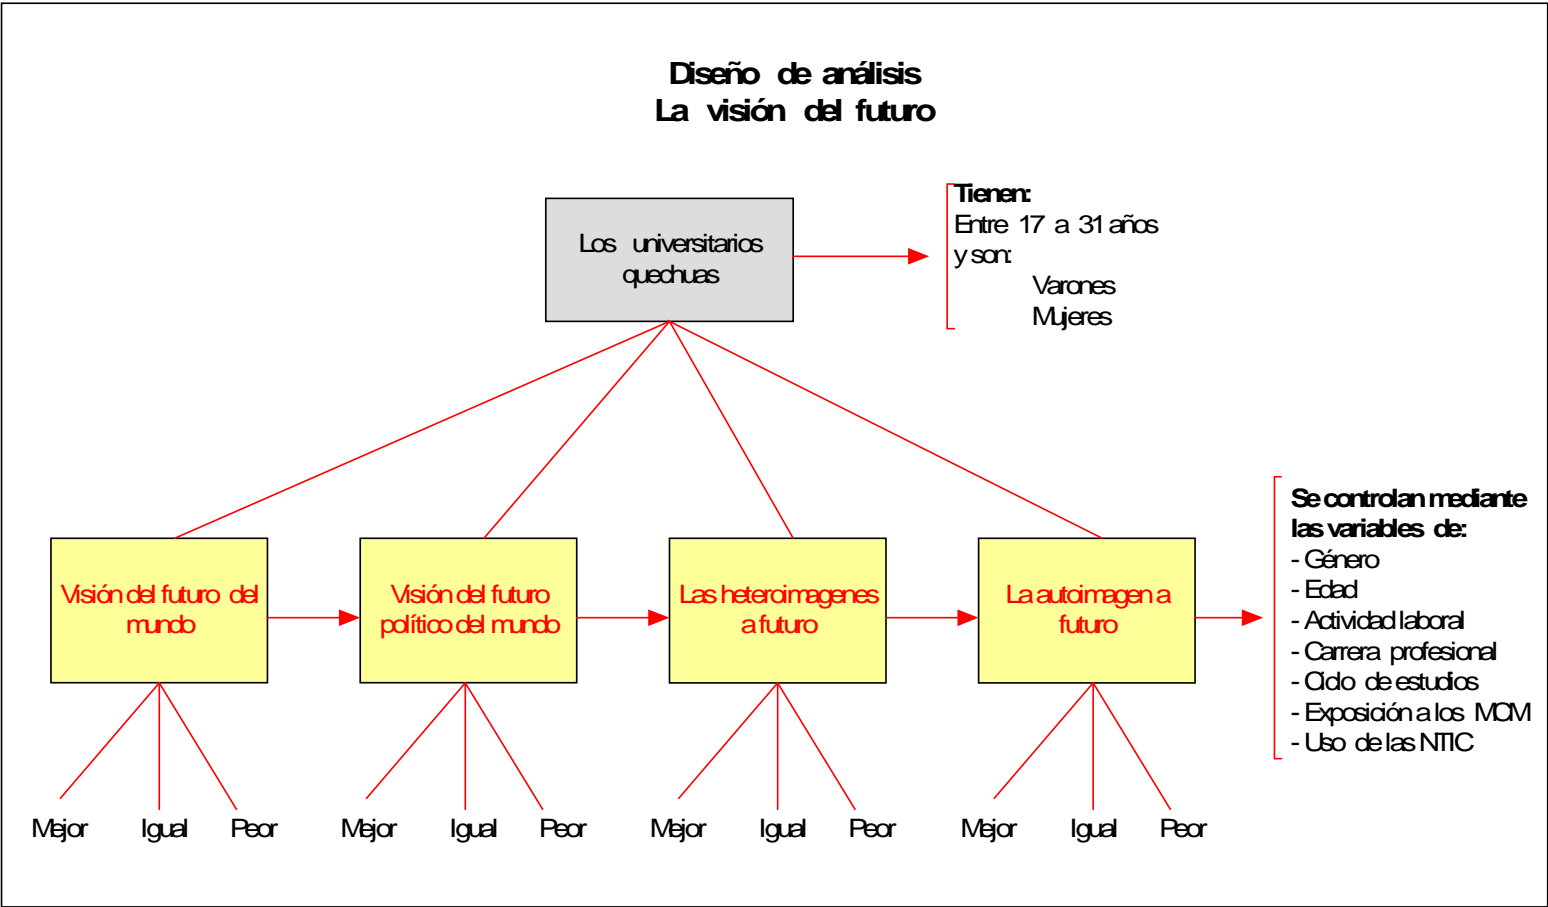 Diseño de análisis
La visión del futuro
Los universitarios
quechuas
Tienen:
Entre 17 a 31 años
y son:
Varones
Mujeres
Visión del futuro del
mundo
Visión del futuro
político del mundo
Las heteroimagenes
a futuro
La autoimagen a
futuro
Se controlan mediante
las variables de:
- Género
- Edad
- Actividad laboral
- Carrera profesional
- Ciclo de estudios
- Exposición a los MCM
- Uso de las NTIC
Mejor Igual Peor Mejor Igual Peor Mejor Igual Peor Mejor Igual Peor